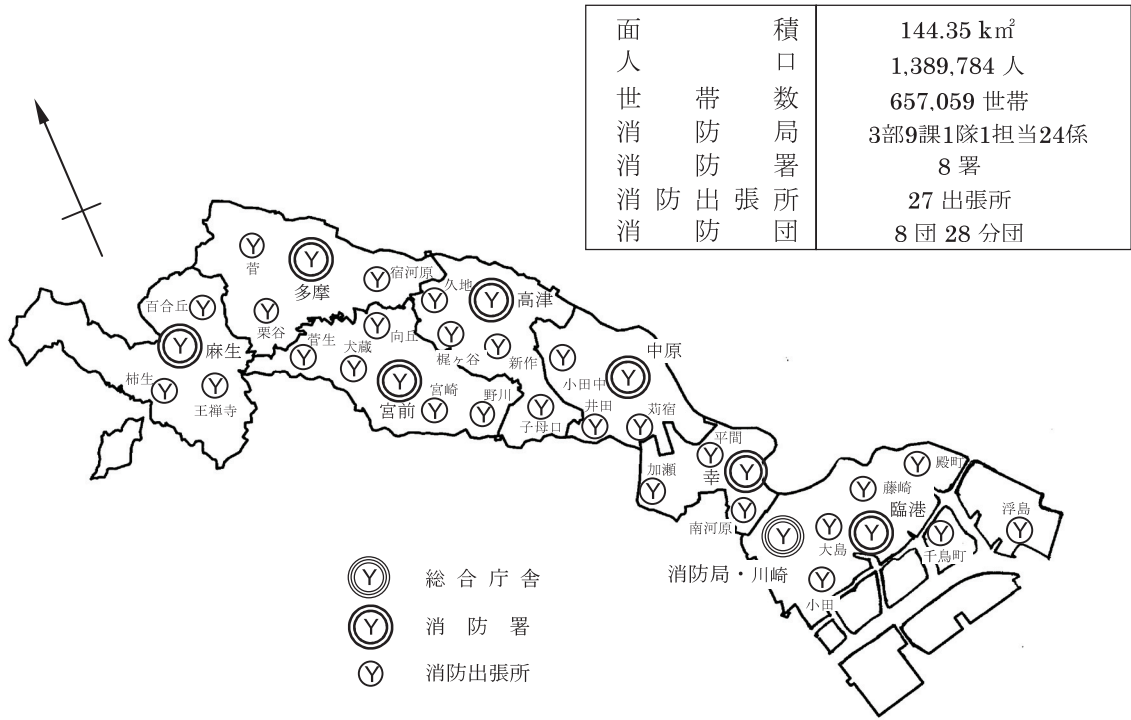 面積 144.35 k㎡
人口 1,389,784 人
世帯数 657,059 世帯
消防局 3部9課1隊1担当24係
消防署 8 署
消防出張所 27 出張所
消防団 8 団 28 分団
菅
多摩
宿河原
久地
高津
百合丘
栗谷
菅生
犬蔵
向丘
梶ヶ谷
新作
中原
麻生
小田中
柿生
王禅寺
宮前
宮崎
野川
子母口
井田
苅宿
平間
加瀬
幸
殿町
藤崎
南河原
臨港
浮島
大島
千鳥町
消防局・川崎
小田
Y 総合庁舎
Y 消防署
Y 消防出張所